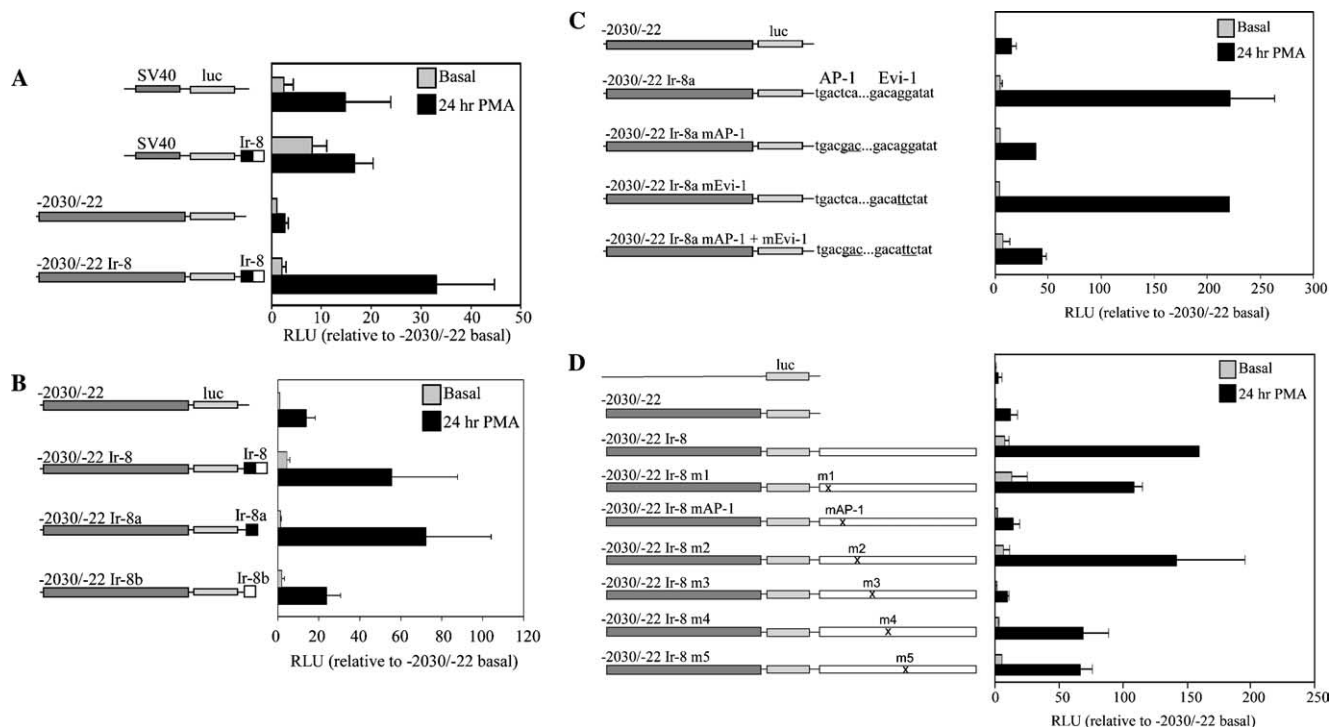 A
SV40 luc
SV40 Ir-8
-2030/-22
-2030/-22 Ir-8 Ir-8
Basal
24 hr PMA
0 10 20 30 40 50
RLU (relative to -2030/-22 basal)
B
-2030/-22 luc
-2030/-22 Ir-8 Ir-8
-2030/-22 Ir-8a Ir-8a
-2030/-22 Ir-8b Ir-8b
Basal
24 hr PMA
0 20 40 60 80 100 120
RLU (relative to -2030/-22 basal)
C
-2030/-22 luc
-2030/-22 Ir-8a AP-1 Evi-1
tgactca...gacaggatat
-2030/-22 Ir-8a mAP-1
tgacgac...gacaggatat
-2030/-22 Ir-8a mEvi-1
tgactca...gacattctat
-2030/-22 Ir-8a mAP-1 + mEvi-1
tgacgac...gacattctat
Basal
24 hr PMA
0 50 100 150 200 250 300
RLU (relative to -2030/-22 basal)
D
luc
-2030/-22
-2030/-22 Ir-8
-2030/-22 Ir-8 m1 m1
X
-2030/-22 Ir-8 mAP-1 mAP-1
X
-2030/-22 Ir-8 m2 m2
X
-2030/-22 Ir-8 m3 m3
X
-2030/-22 Ir-8 m4 m4
X
-2030/-22 Ir-8 m5 m5
X
Basal
24 hr PMA
0 50 100 150 200 250
RLU (relative to -2030/-22 basal)